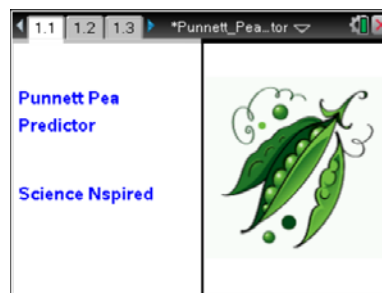 1.1 1.2 1.3 *Punnett_Pea…tor
Punnett Pea
Predictor
Science Nspired